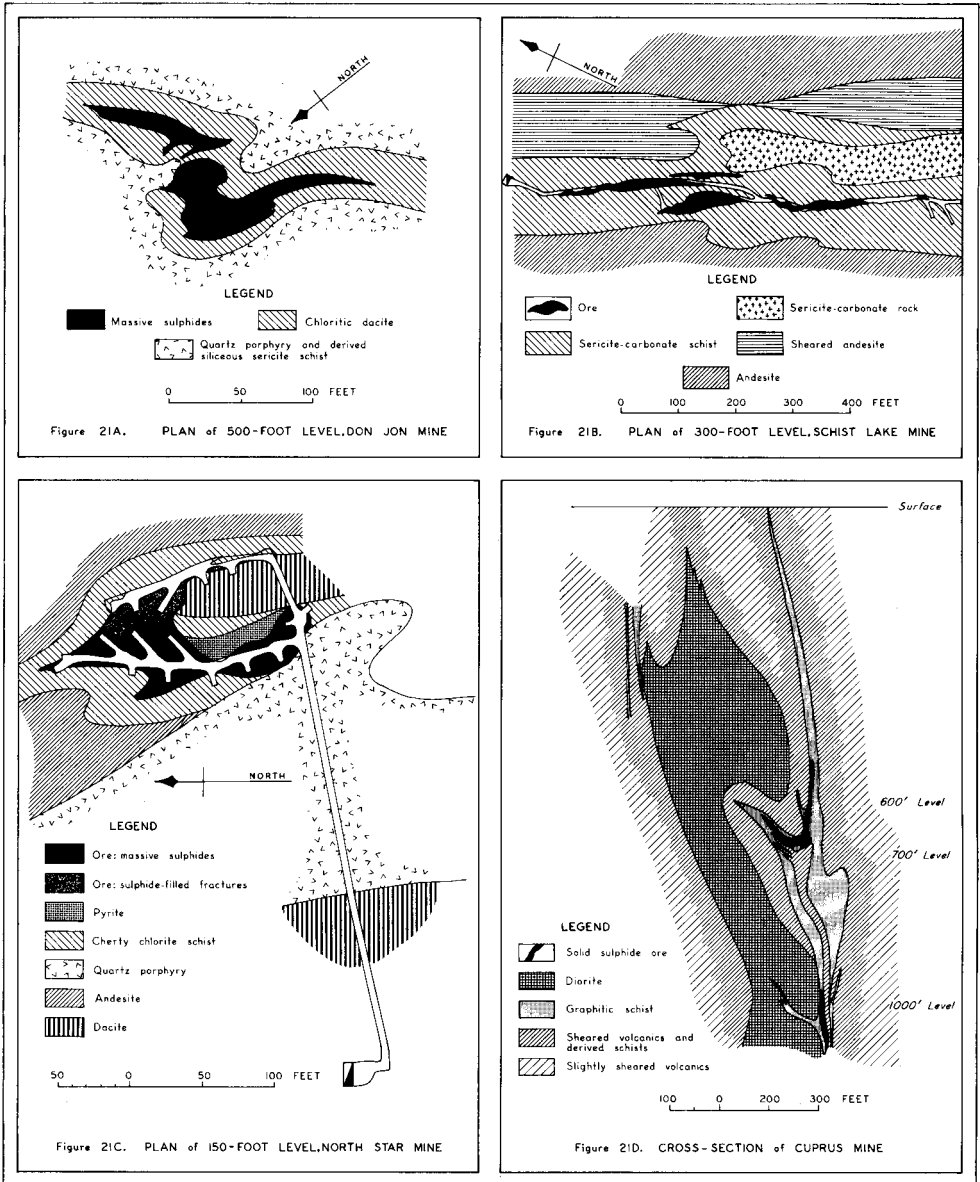 NORTH
LEGEND
Massive sulphides
Chloritic dacite
Quartz porphyry and derived
siliceous sericite schist
0 50 100 FEET
Figure 21A. PLAN of 500-FOOT LEVEL, DON JON MINE
NORTH
LEGEND
Ore
Sericite-carbonate rock
Sericite-carbonate schist
Sheared andesite
Andesite
0 100 200 300 400 FEET
Figure 21B. PLAN of 300-FOOT LEVEL, SCHIST LAKE MINE
NORTH
LEGEND
Ore: massive sulphides
Ore: sulphide-filled fractures
Pyrite
Cherty chlorite schist
Quartz porphyry
Andesite
Dacite
50 0 50 100 FEET
Figure 21C. PLAN of 150-FOOT LEVEL, NORTH STAR MINE
Surface
600' Level
700' Level
1000' Level
LEGEND
Solid sulphide ore
Diorite
Graphitic schist
Sheared volcanics and
derived schists
Slightly sheared volcanics
100 0 200 300 FEET
Figure 21D. CROSS-SECTION of CUPRUS MINE